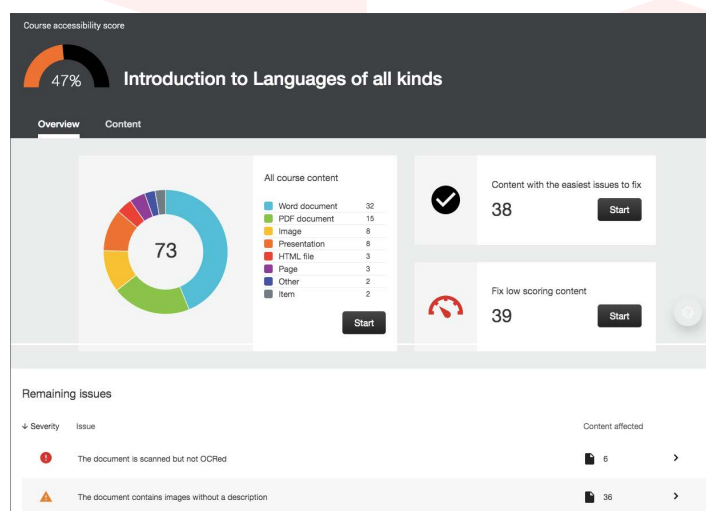 Course accessibility score
47%
Introduction to Languages of all kinds
Overview Content
73
All course content
Word document 32
PDF document 15
Image 8
Presentation 8
HTML file 3
Page 3
Other 2
Item 2
Start
Content with the easiest issues to fix
38 Start
Fix low scoring content
39 Start
Remaining issues
Severity Issue Content affected
The document is scanned but not OCRed 6
The document contains images without a description 36